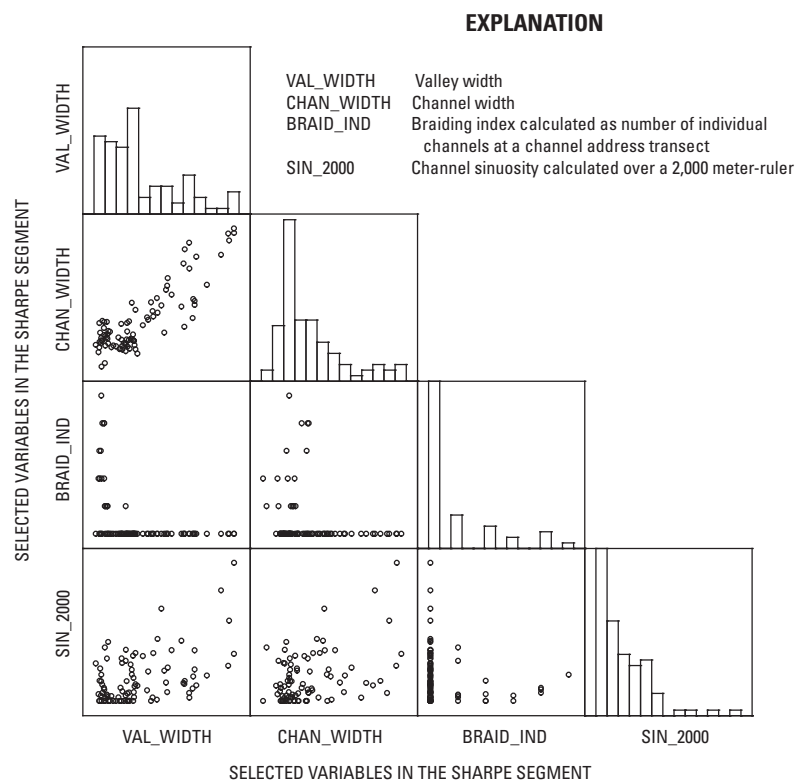 EXPLANATION
VAL_WIDTH Valley width
CHAN_WIDTH Channel width
BRAID_IND Braiding index calculated as number of individual
channels at a channel address transect
SIN_2000 Channel sinuosity calculated over a 2,000 meter-ruler
SELECTED VARIABLES IN THE SHARPE SEGMENT
VAL_WIDTH
CHAN_WIDTH
BRAID_IND
SIN_2000
VAL_WIDTH CHAN_WIDTH BRAID_IND SIN_2000
SELECTED VARIABLES IN THE SHARPE SEGMENT